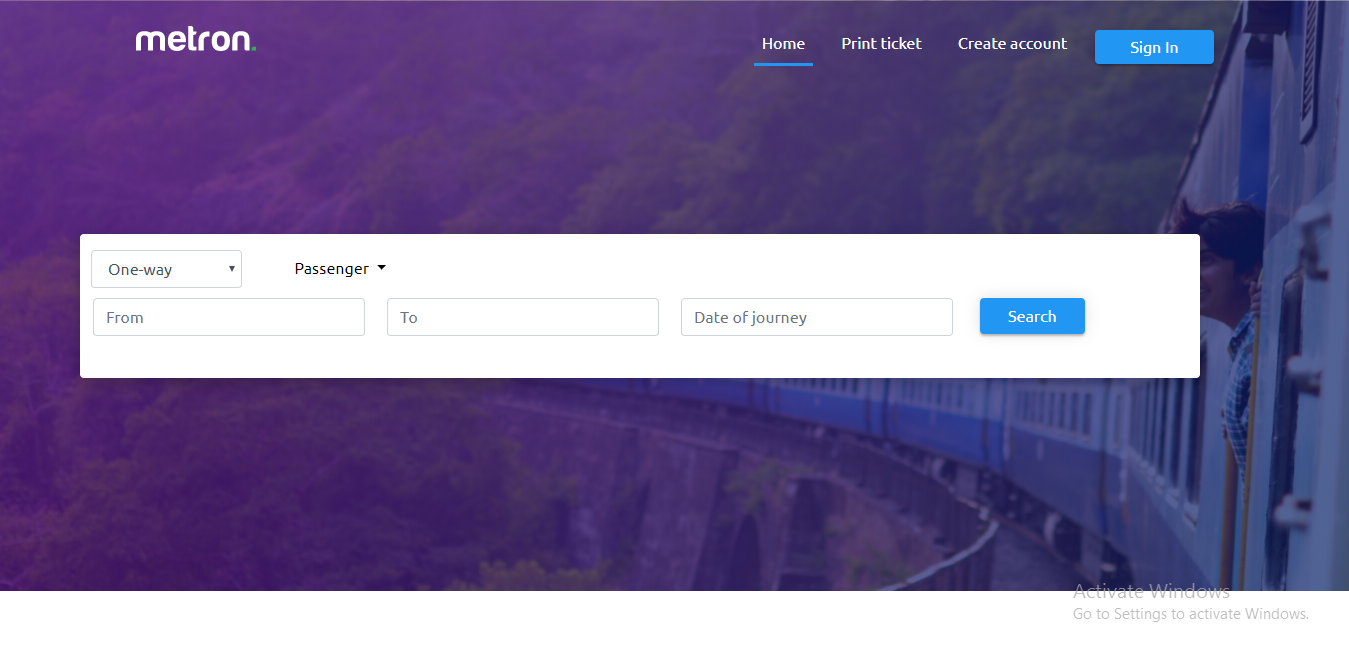 metron.
Home Print ticket Create account Sign In
One-way Passenger
From To Date of journey Search
Activate Windows
Go to Settings to activate Windows.